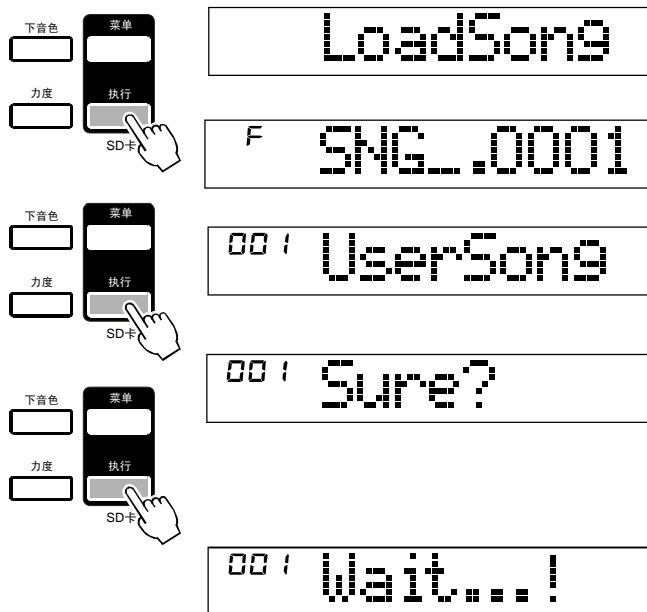 下音色 菜单
力度 执行
SD卡
LoadSong
F SNG_.0001
下音色 菜单
力度 执行
SD卡
001 UserSong
001 Sure?
下音色 菜单
力度 执行
SD卡
001 Wait...!